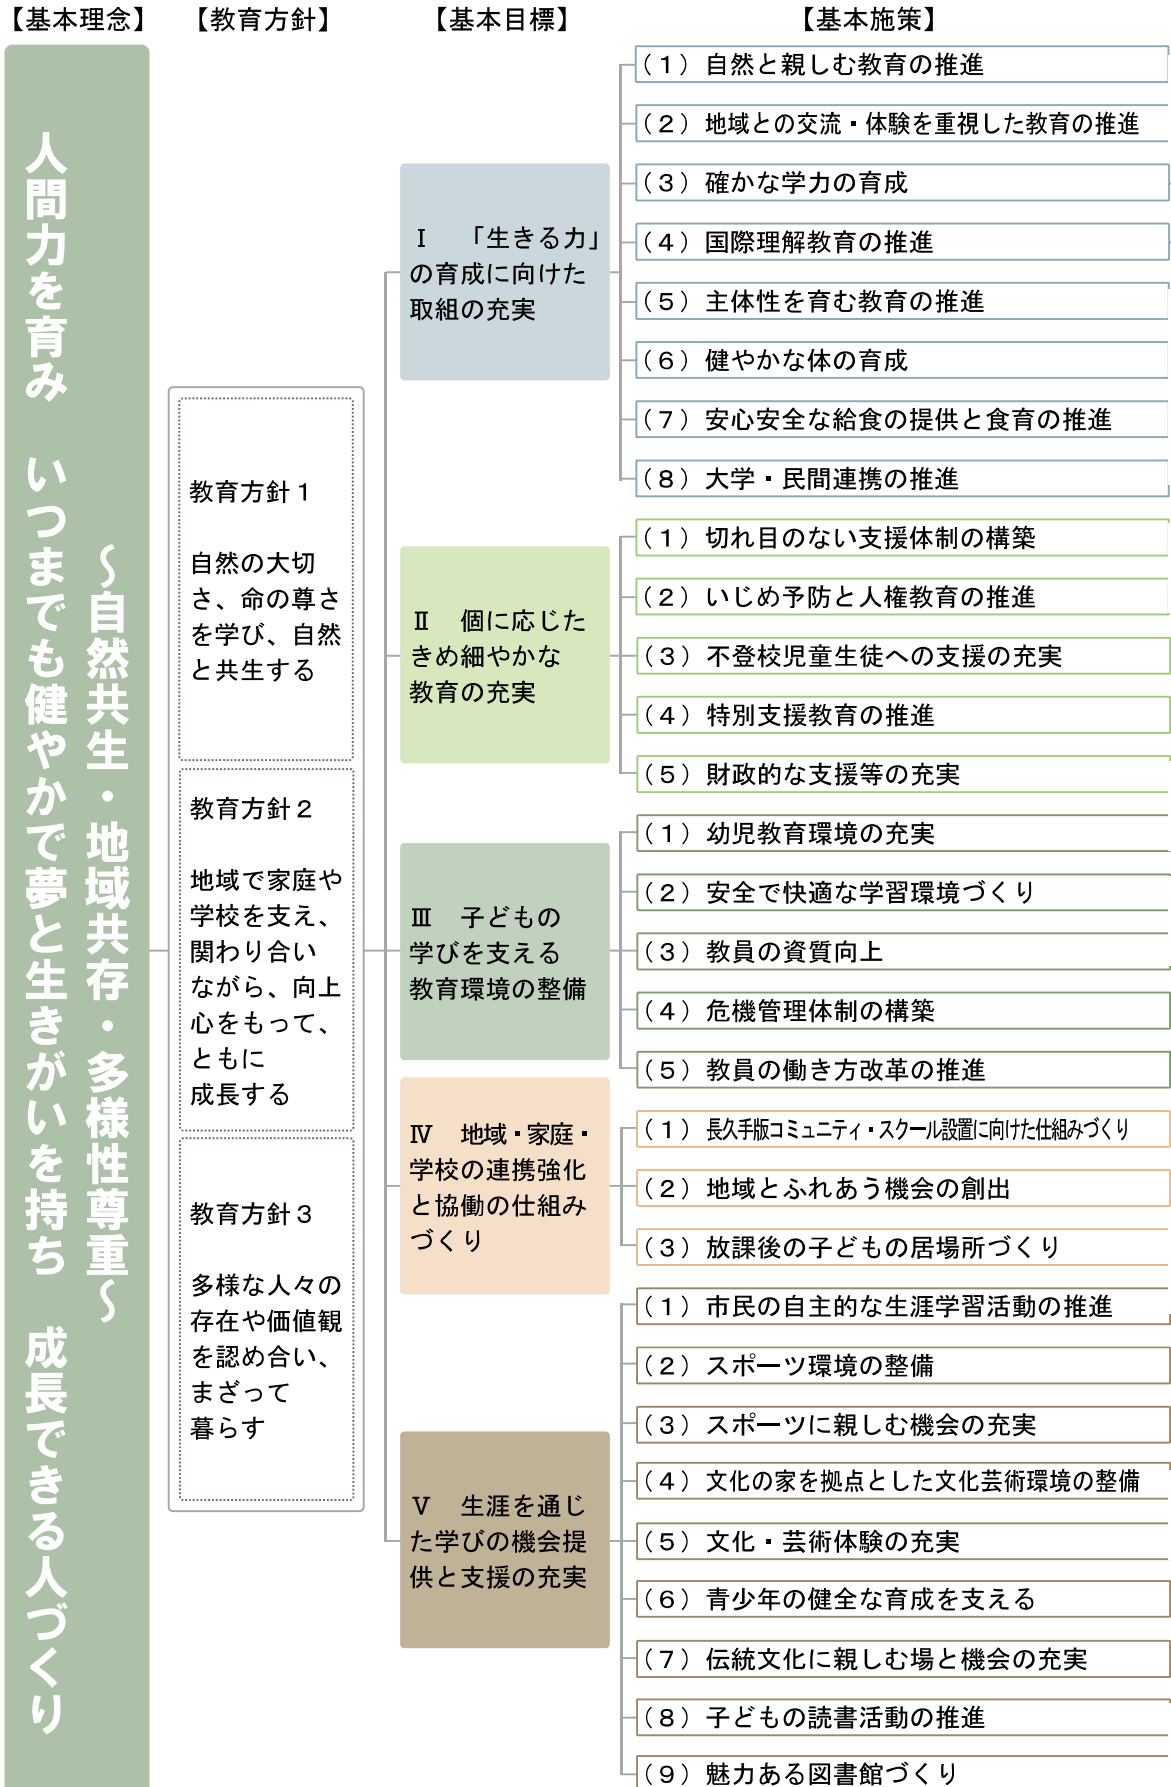 【基本理念】
【教育方針】
【基本目標】
【基本施策】
人間力を育み　いつまでも健やかで夢と生きがいを持ち　成長できる人づくり
～自然共生・地域共存・多様性尊重～
教育方針１
自然の大切
さ、命の尊さ
を学び、自然
と共生する
教育方針２
地域で家庭や
学校を支え、
関わり合い
ながら、向上
心をもって、
ともに
成長する
教育方針３
多様な人々の
存在や価値観
を認め合い、
まざって
暮らす
Ⅰ　「生きる力」
の育成に向けた
取組の充実
（１）自然と親しむ教育の推進
（２）地域との交流・体験を重視した教育の推進
（３）確かな学力の育成
（４）国際理解教育の推進
（５）主体性を育む教育の推進
（６）健やかな体の育成
（７）安心安全な給食の提供と食育の推進
（８）大学・民間連携の推進
Ⅱ　個に応じた
きめ細やかな
教育の充実
（１）切れ目のない支援体制の構築
（２）いじめ予防と人権教育の推進
（３）不登校児童生徒への支援の充実
（４）特別支援教育の推進
（５）財政的な支援等の充実
Ⅲ　子どもの
学びを支える
教育環境の整備
（１）幼児教育環境の充実
（２）安全で快適な学習環境づくり
（３）教員の資質向上
（４）危機管理体制の構築
（５）教員の働き方改革の推進
Ⅳ　地域・家庭・
学校の連携強化
と協働の仕組み
づくり
（１）長久手版コミュニティ・スクール設置に向けた仕組みづくり
（２）地域とふれあう機会の創出
（３）放課後の子どもの居場所づくり
Ⅴ　生涯を通じ
た学びの機会提
供と支援の充実
（１）市民の自主的な生涯学習活動の推進
（２）スポーツ環境の整備
（３）スポーツに親しむ機会の充実
（４）文化の家を拠点とした文化芸術環境の整備
（５）文化・芸術体験の充実
（６）青少年の健全な育成を支える
（７）伝統文化に親しむ場と機会の充実
（８）子どもの読書活動の推進
（９）魅力ある図書館づくり